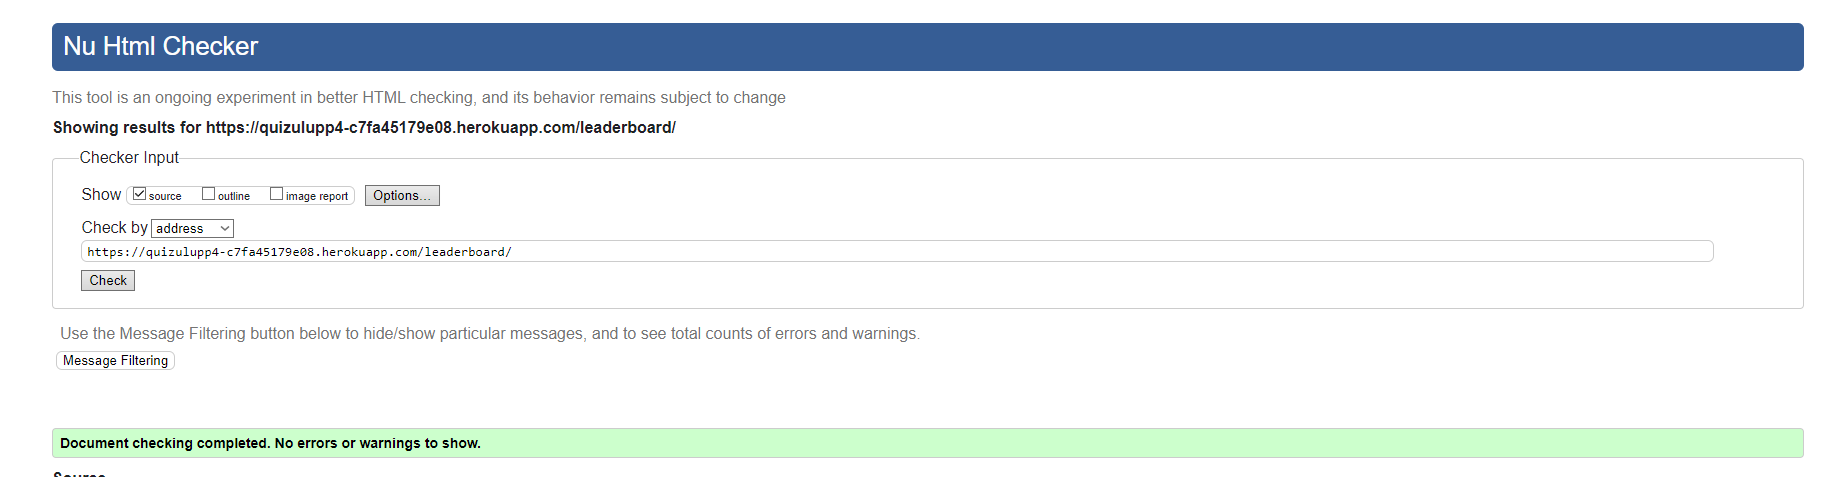 Nu Html Checker
This tool is an ongoing experiment in better HTML checking, and its behavior remains subject to change
Showing results for https://quizulupp4-c7fa45179e08.herokuapp.com/leaderboard/
Checker Input
Show source outline image report Options...
Check by address
https://quizulupp4-c7fa45179e08.herokuapp.com/leaderboard/
Check
Use the Message Filtering button below to hide/show particular messages, and to see total counts of errors and warnings.
Message Filtering
Document checking completed. No errors or warnings to show.
Source